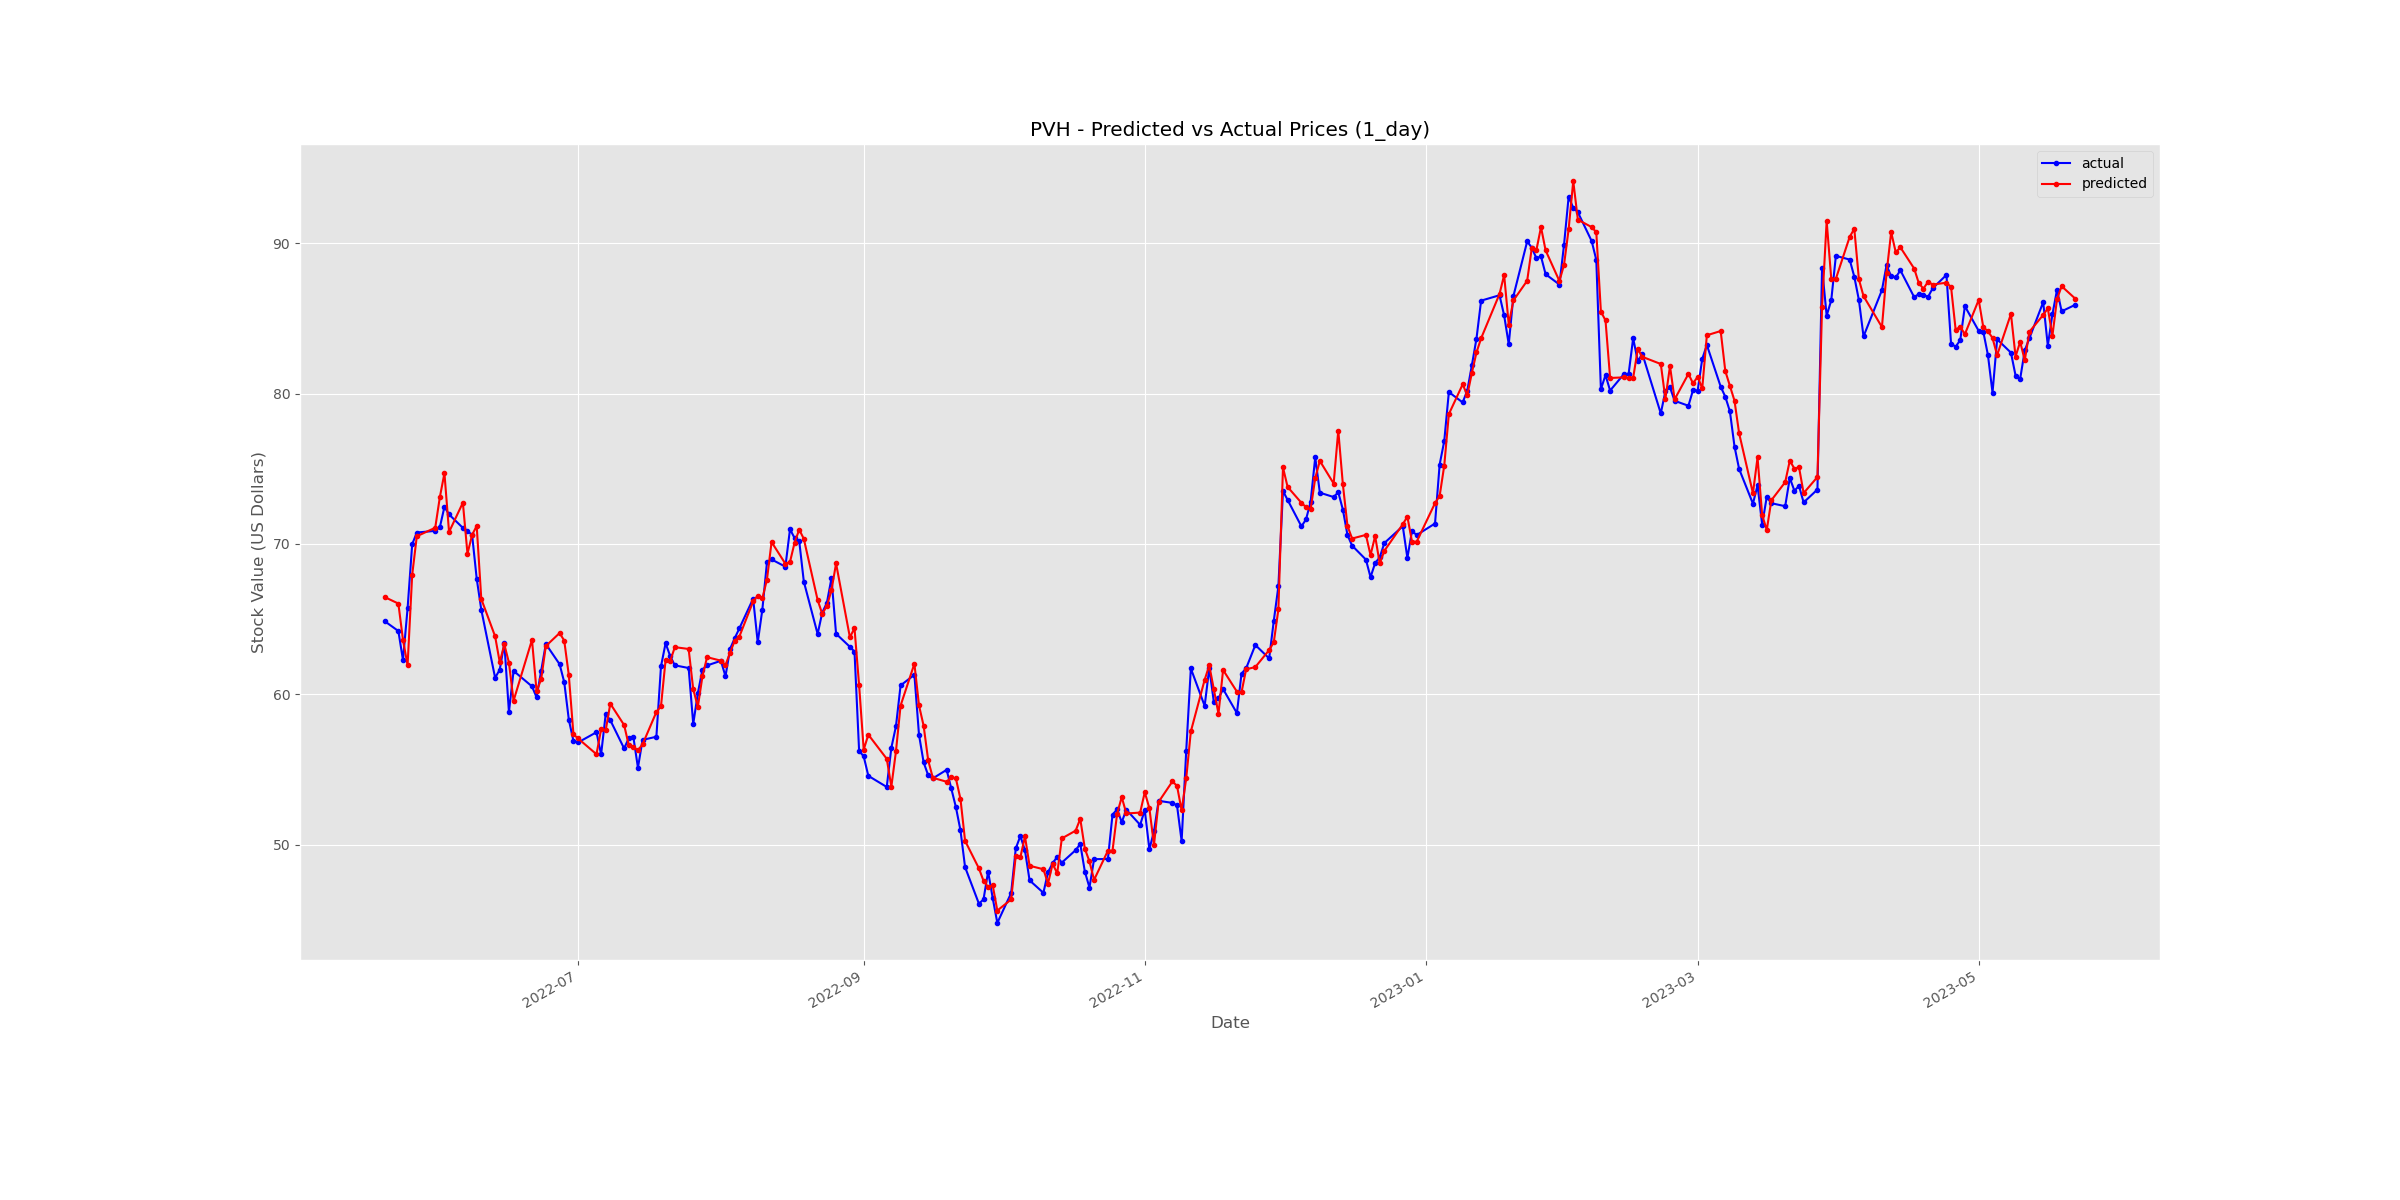 PVH - Predicted vs Actual Prices (1_day)
actual
predicted
Stock Value (US Dollars)
90
80
70
60
50
2022-07
2022-09
2022-11
2023-01
2023-03
2023-05
Date